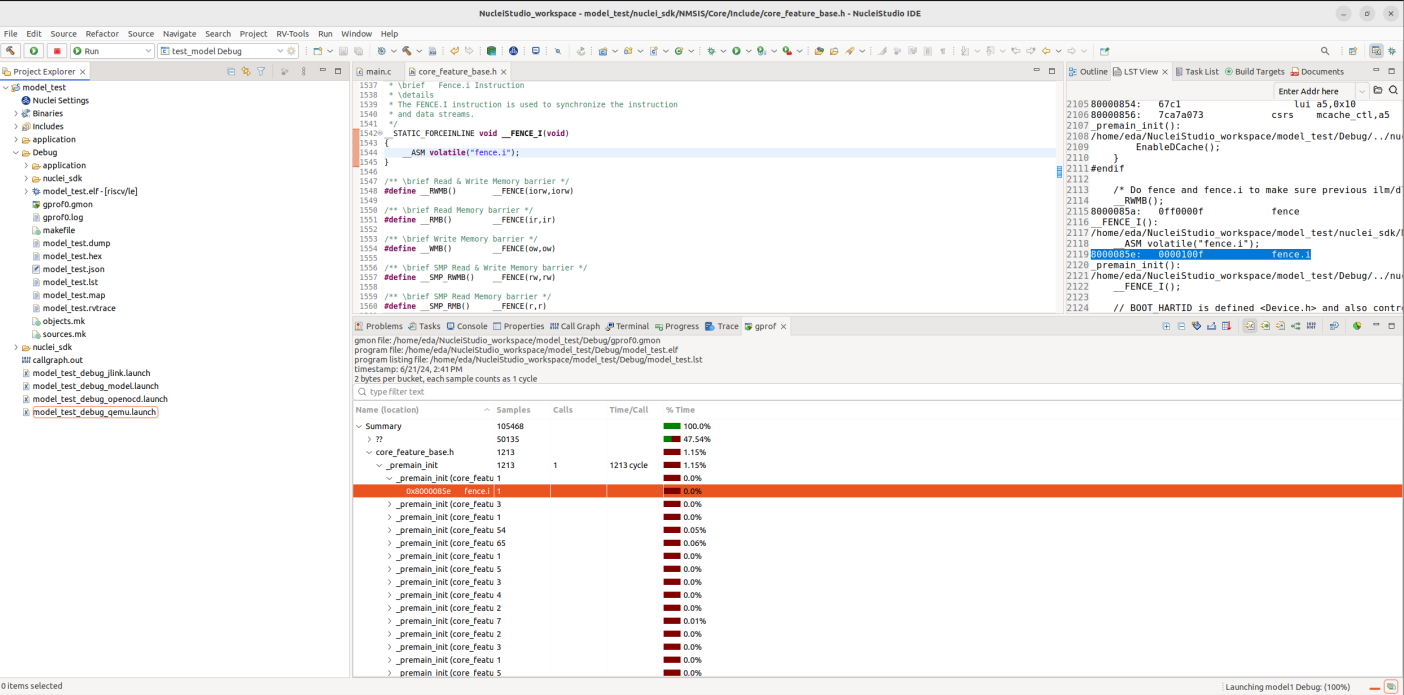 NucleiStudio_workspace - model_test/nuclei_sdk/NMSIS/Core/Include/core_feature_base.h - NucleiStudio IDE
File Edit Source Refactor Source Navigate Search Project RV-Tools Run Window Help
Run
test_model Debug
Project Explorer
model_test
Nuclei Settings
Binaries
Includes
application
Debug
application
nuclei_sdk
model_test.elf - [riscv/le]
gprof0.gmon
gprof0.log
makefile
model_test.dump
model_test.hex
model_test.json
model_test.lst
model_test.map
model_test.rvtrace
objects.mk
sources.mk
nuclei_sdk
callgraph.out
model_test_debug_jlink.launch
model_test_debug_model.launch
model_test_debug_openocd.launch
model_test_debug_qemu.launch
main.c core_feature_base.h
1537 * \brief Fence.i Instruction
1538 * \details
1539 * The FENCE.I instruction is used to synchronize the instruction
1540 * and data streams.
1541 */
1542 __STATIC_FORCEINLINE void __FENCE_I(void)
1543 {
1544 __ASM volatile("fence.i");
1545 }
1546
1547 /** \brief Read & Write Memory barrier */
1548 #define __RWMB() __FENCE(iorw,iorw)
1549
1550 /** \brief Read Memory barrier */
1551 #define __RMB() __FENCE(ir,ir)
1552
1553 /** \brief Write Memory barrier */
1554 #define __WMB() __FENCE(ow,ow)
1555
1556 /** \brief SMP Read & Write Memory barrier */
1557 #define __SMP_RWMB() __FENCE(rw,rw)
1558
1559 /** \brief SMP Read Memory barrier */
1560 #define __SMP_RMB() __FENCE(r,r)
Outline LST View Task List Build Targets Documents
Enter Addr here
2105 80000854: 67c1 lui a5,0x10
2106 80000856: 7ca7a073 csrs mcache_ctl,a5
2107 _premain_init():
2108 /home/eda/NucleiStudio_workspace/model_test/Debug/../nuc
2109 EnableDCache();
2110 }
2111 #endif
2112
2113 /* Do fence and fence.i to make sure previous ilm/d
2114 __RWMB();
2115 8000085a: 0ff0000f fence
2116 __FENCE_I():
2117 /home/eda/NucleiStudio_workspace/model_test/nuclei_sdk/N
2118 __ASM volatile("fence.i");
2119 8000085e: 0000100f fence.i
2120 _premain_init():
2121 /home/eda/NucleiStudio_workspace/model_test/Debug/../nuc
2122 __FENCE_I();
2123
2124 // BOOT_HARTID is defined <Device.h> and also contr
Problems Tasks Console Properties Call Graph Terminal Progress Trace gprof
gmon file: /home/eda/NucleiStudio_workspace/model_test/Debug/gprof0.gmon
program file: /home/eda/NucleiStudio_workspace/model_test/Debug/model_test.elf
program listing file: /home/eda/NucleiStudio_workspace/model_test/Debug/model_test.lst
timestamp: 6/21/24, 2:41 PM
2 bytes per bucket, each sample counts as 1 cycle
type filter text
Name (location) Samples Calls Time/Call % Time
Summary 105468 100.0%
?? 50135 47.54%
core_feature_base.h 1213 1.15%
_premain_init 1213 1 1213 cycle 1.15%
_premain_init (core_featu 1 0.0%
0x8000085e fence.i 1 0.0%
_premain_init (core_featu 3 0.0%
_premain_init (core_featu 1 0.0%
_premain_init (core_featu 54 0.05%
_premain_init (core_featu 65 0.06%
_premain_init (core_featu 1 0.0%
_premain_init (core_featu 5 0.0%
_premain_init (core_featu 3 0.0%
_premain_init (core_featu 4 0.0%
_premain_init (core_featu 2 0.0%
_premain_init (core_featu 7 0.01%
_premain_init (core_featu 2 0.0%
_premain_init (core_featu 3 0.0%
_premain_init (core_featu 1 0.0%
_premain_init (core_featu 5 0.0%
0 items selected
Launching model1 Debug: (100%)